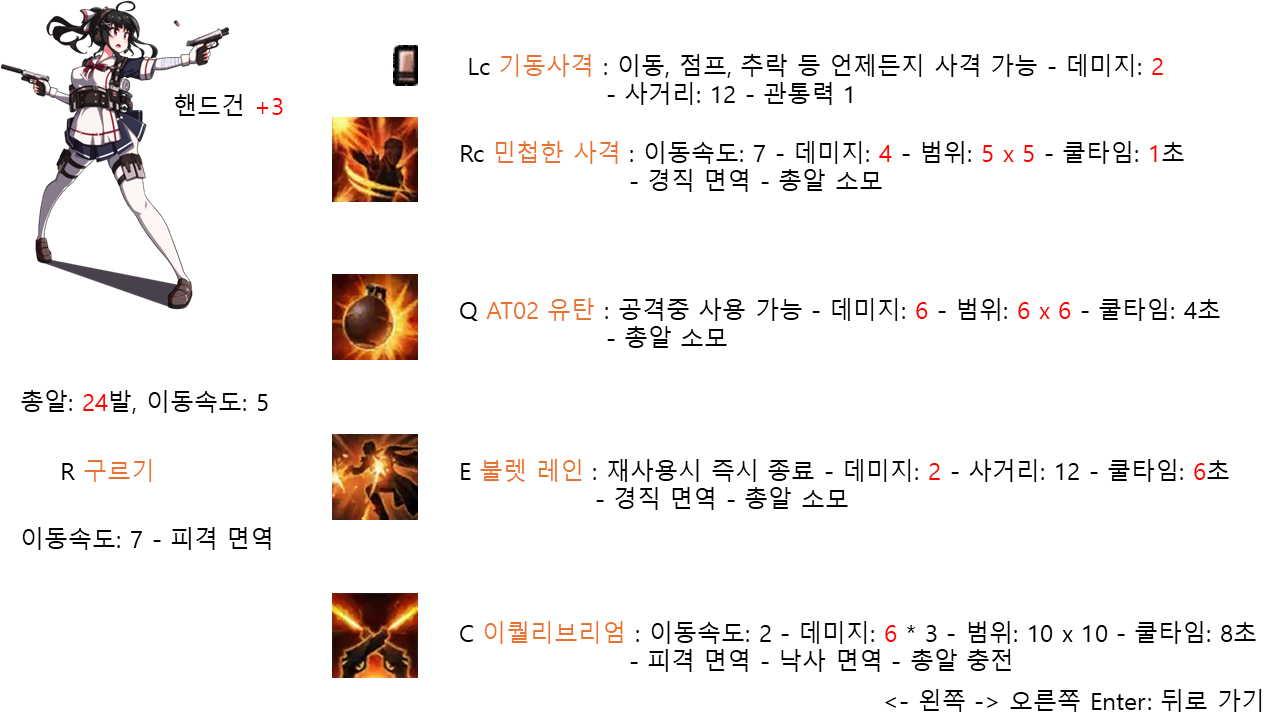 핸드건 +3
Lc 기동사격 : 이동, 점프, 추락 등 언제든지 사격 가능 - 데미지: 2
- 사거리: 12 - 관통력 1
Rc 민첩한 사격 : 이동속도: 7 - 데미지: 4 - 범위: 5 x 5 - 쿨타임: 1초
- 경직 면역 - 총알 소모
Q AT02 유탄 : 공격중 사용 가능 - 데미지: 6 - 범위: 6 x 6 - 쿨타임: 4초
- 총알 소모
총알: 24발, 이동속도: 5
R 구르기
이동속도: 7 - 피격 면역
E 불렛 레인 : 재사용시 즉시 종료 - 데미지: 2 - 사거리: 12 - 쿨타임: 6초
- 경직 면역 - 총알 소모
C 이퀄리브리엄 : 이동속도: 2 - 데미지: 6 * 3 - 범위: 10 x 10 - 쿨타임: 8초
- 피격 면역 - 낙사 면역 - 총알 충전
<- 왼쪽 -> 오른쪽 Enter: 뒤로 가기